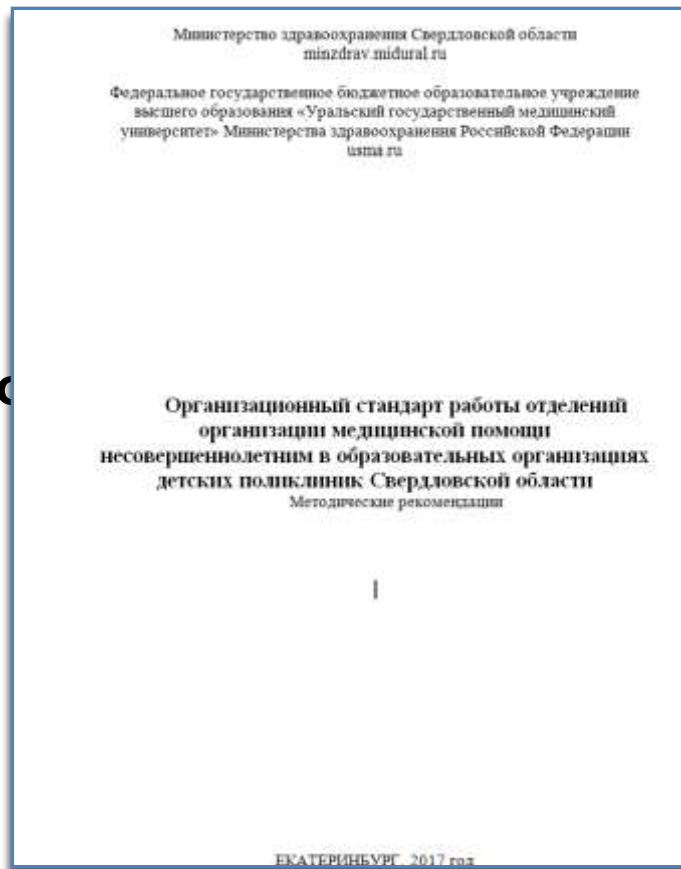 Министерство здравоохранения Свердловской области
minzdrav.midural.ru
Федеральное государственное бюджетное образовательное учреждение
высшего образования «Уральский государственный медицинский
университет» Министерства здравоохранения Российской Федерации
usma.ru
Организационный стандарт работы отделений
организации медицинской помощи
несовершеннолетним в образовательных организациях
детских поликлиник Свердловской области
Методические рекомендации
ЕКАТЕРИНБУРГ, 2017 год